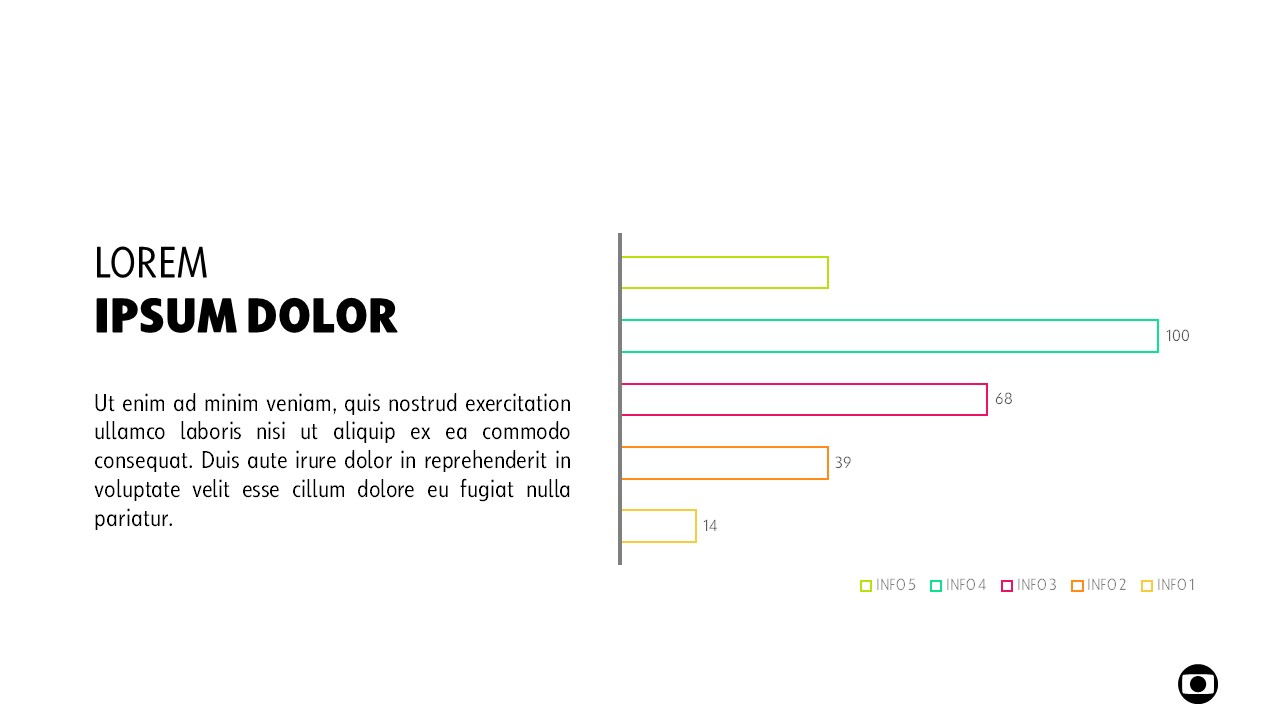 LOREM
IPSUM DOLOR
Ut enim ad minim veniam, quis nostrud exercitation
ullamco laboris nisi ut aliquip ex ea commodo
consequat. Duis aute irure dolor in reprehenderit in
voluptate velit esse cillum dolore eu fugiat nulla
pariatur.
100
68
39
14
INFO 5 INFO 4 INFO 3 INFO 2 INFO 1